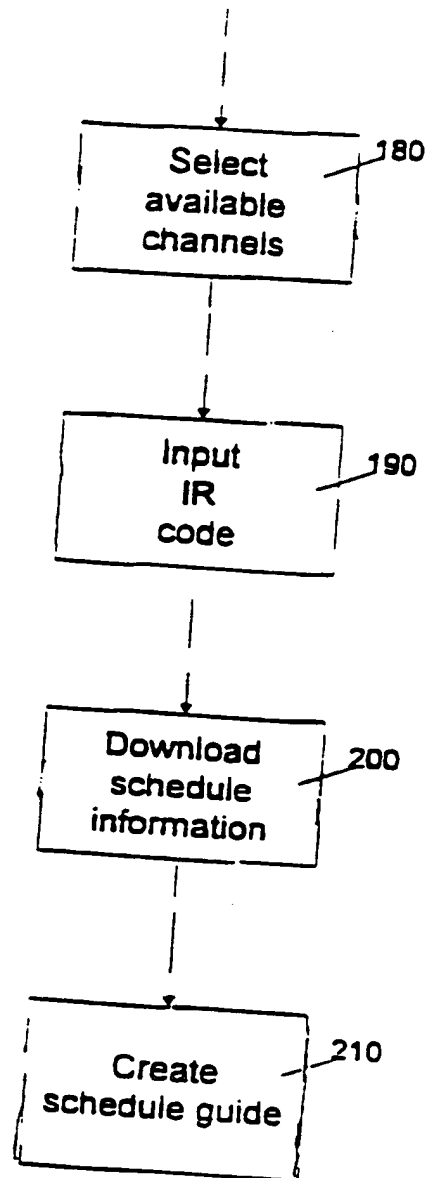 Select
available
channels
180
Input
IR
code
190
Download
schedule
information
200
Create
schedule guide
210